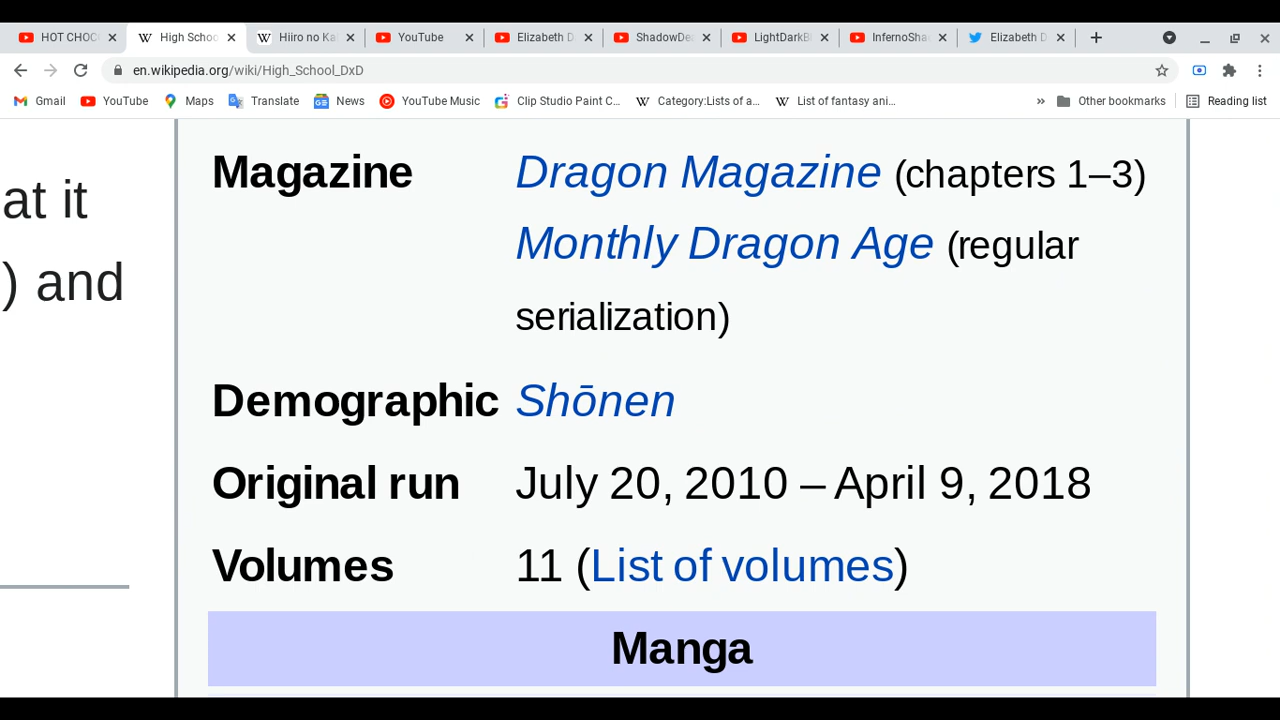 HOT CHOC
High Schoo
Hiiro no Ka
YouTube
Elizabeth D
ShadowDea
LightDarkB
InfernoSha
Elizabeth D
en.wikipedia.org/wiki/High_School_DxD
Gmail YouTube Maps Translate News YouTube Music Clip Studio Paint C... Category:Lists of a... List of fantasy ani... » Other bookmarks Reading list
at it
) and
Magazine Dragon Magazine (chapters 1–3)
Monthly Dragon Age (regular
serialization)
Demographic Shōnen
Original run July 20, 2010 – April 9, 2018
Volumes 11 (List of volumes)
Manga